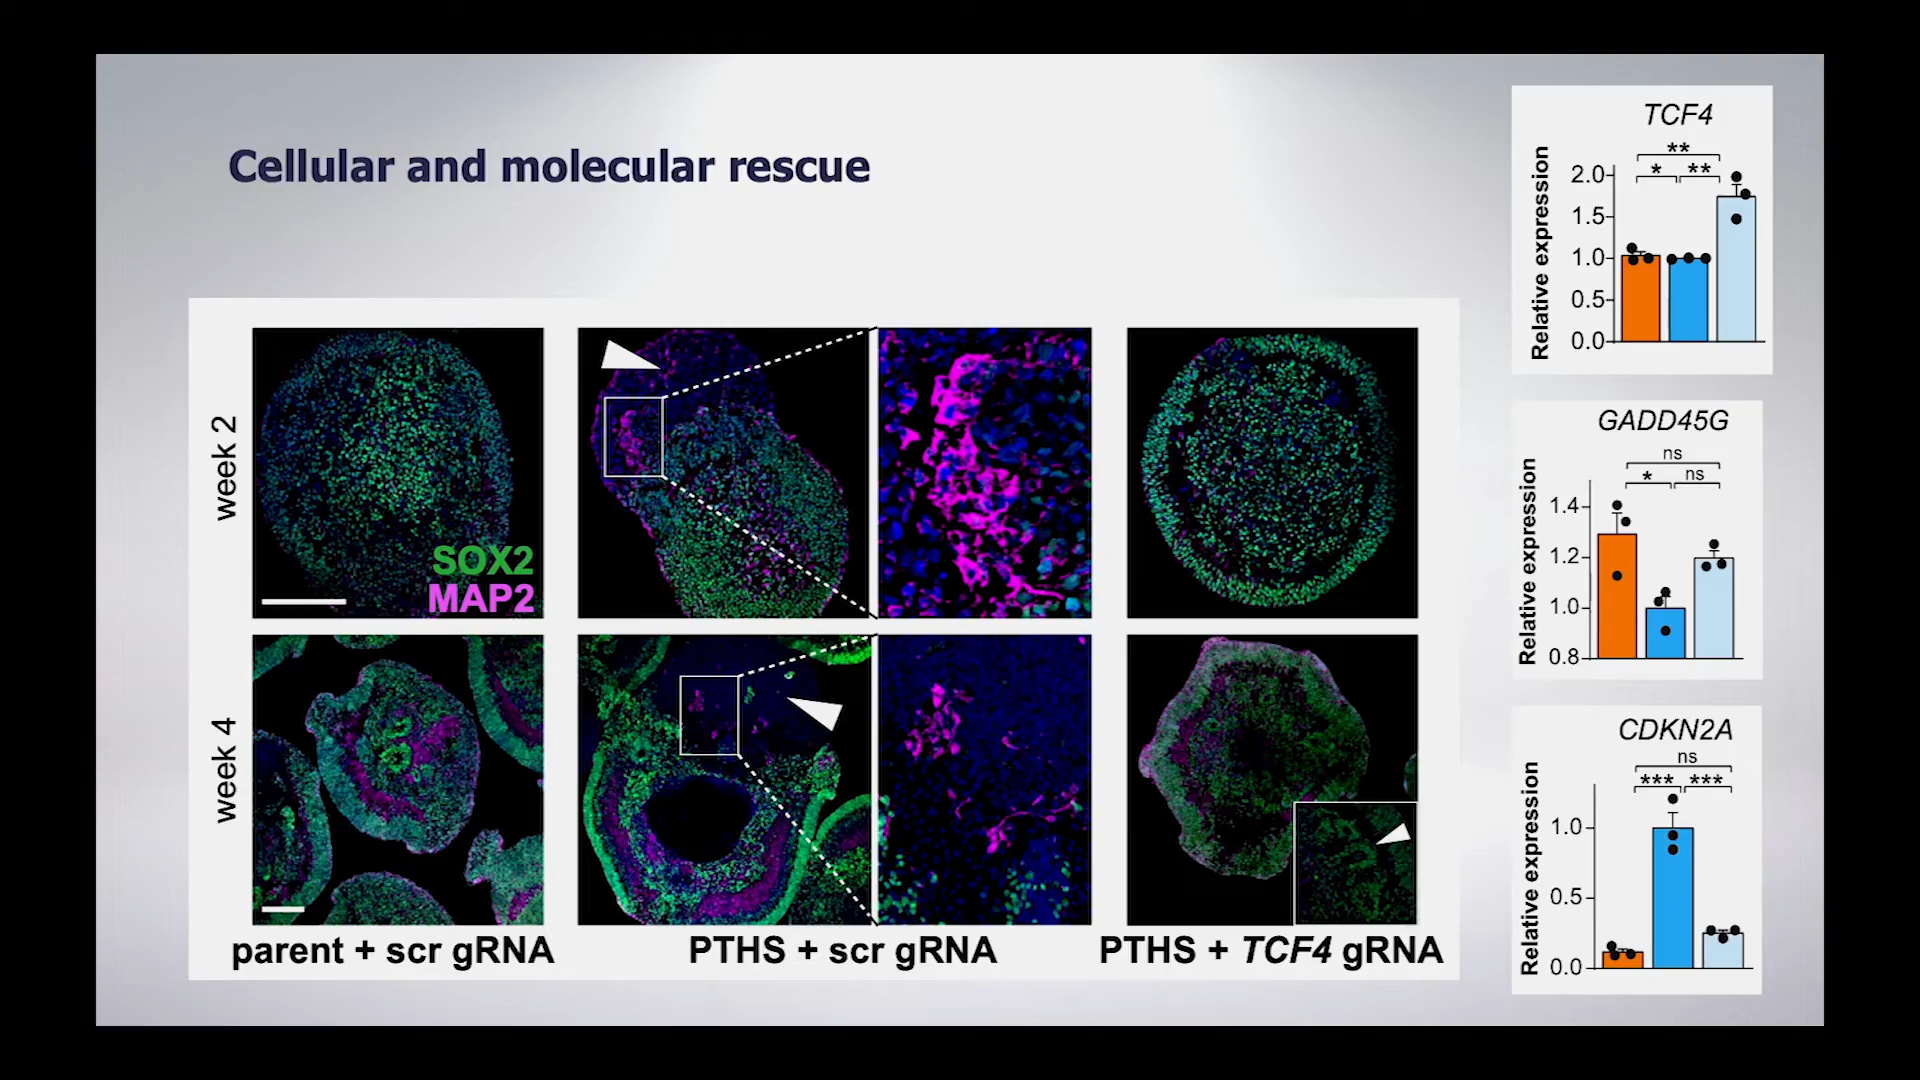 Cellular and molecular rescue
week 2
SOX2
MAP2
week 4
parent + scr gRNA
PTHS + scr gRNA
PTHS + TCF4 gRNA
TCF4
**
* **
Relative expression
2.0
1.5
1.0
0.5
0.0
GADD45G
ns
* ns
Relative expression
1.4
1.2
1.0
0.8
CDKN2A
ns
*** ***
Relative expression
1.0
0.5
0.0